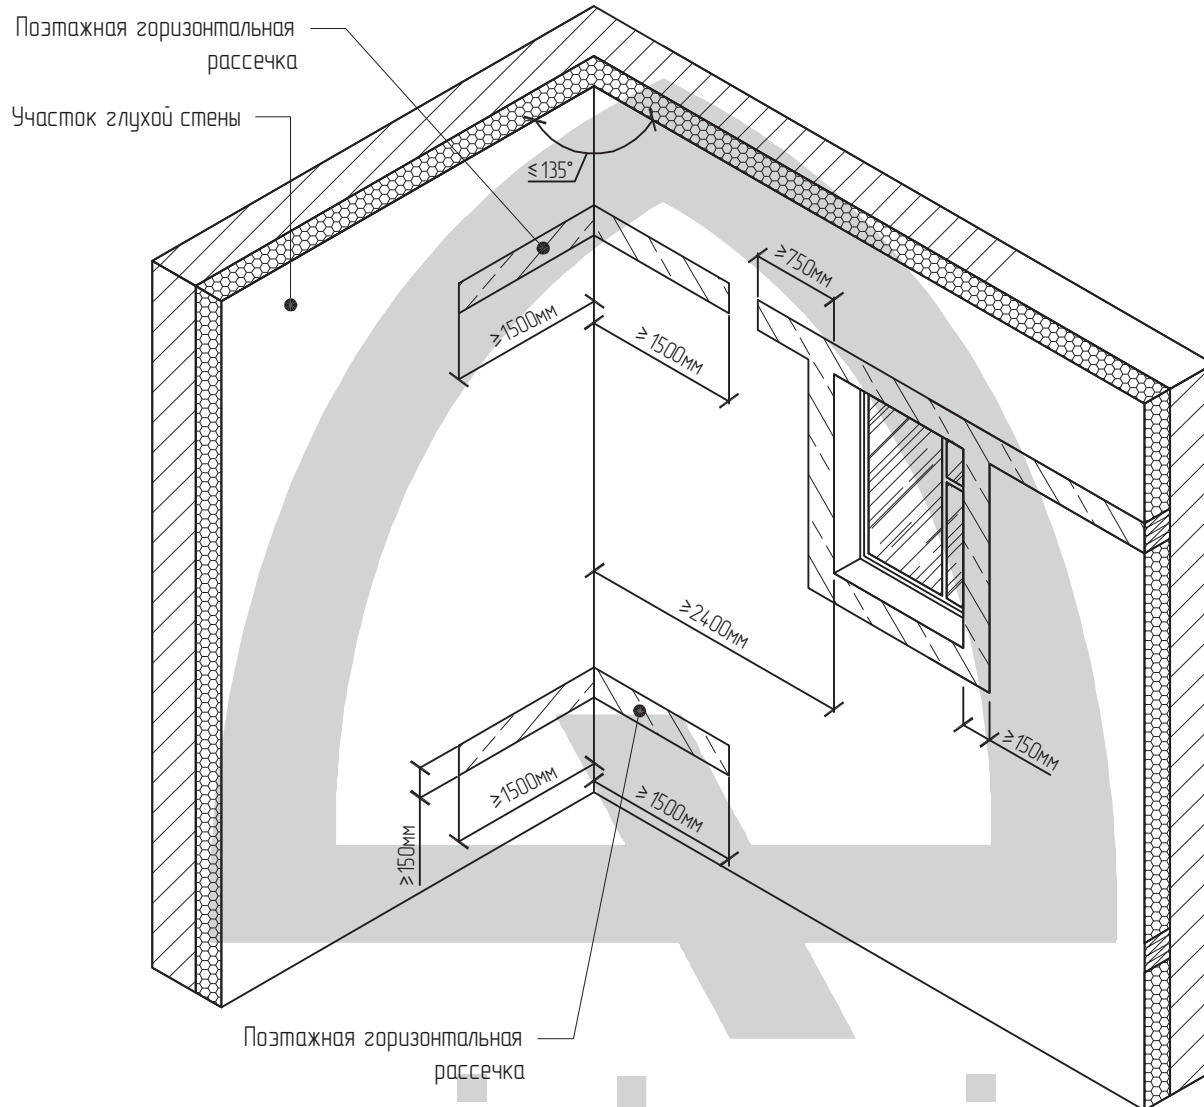 Поэтажная горизонтальная
рассечка
Участок глухой стены
≤135°
≥750мм
≥1500мм
≥1500мм
≥2400мм
≥150мм
≥1500мм
≥1500мм
≥150мм
Поэтажная горизонтальная
рассечка